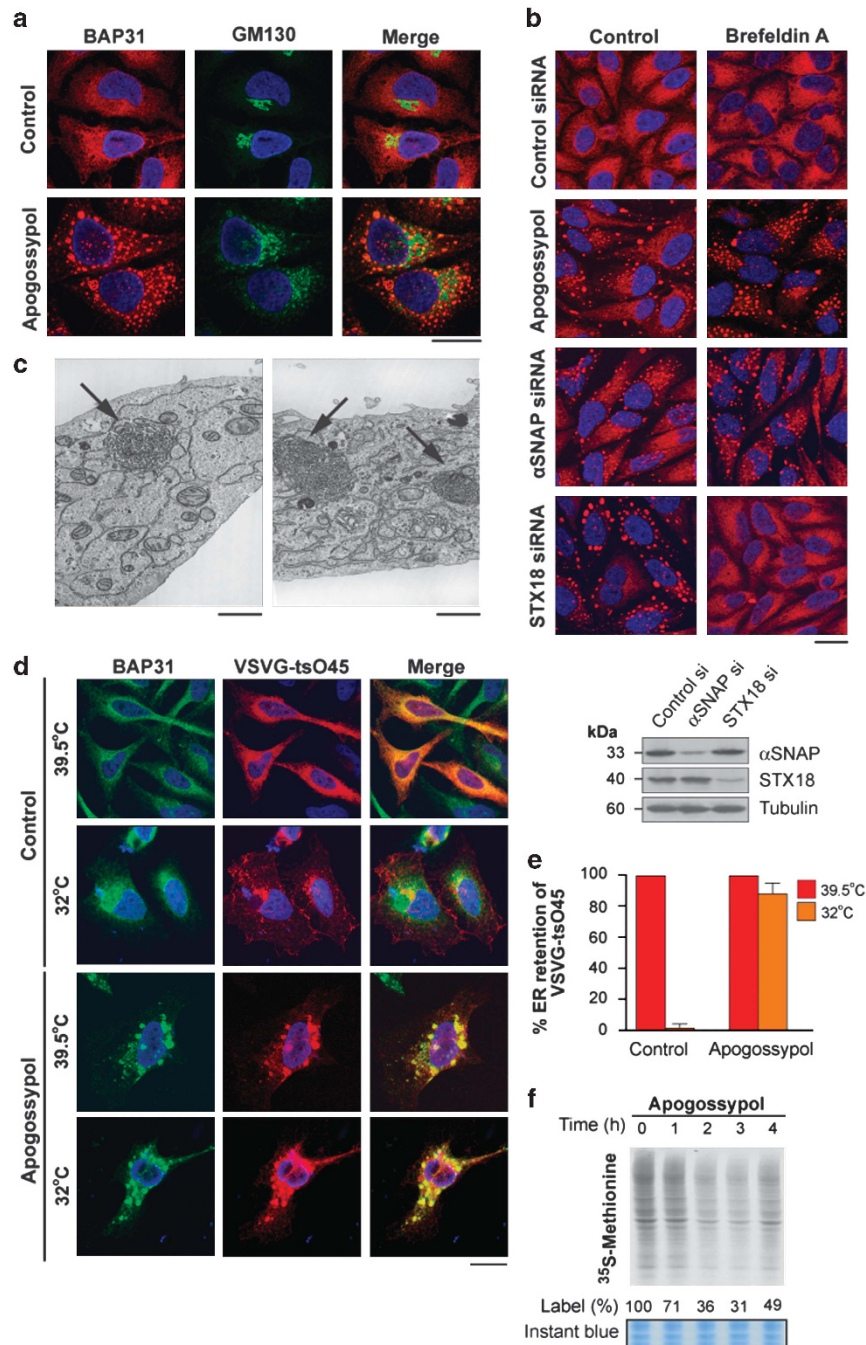 a
BAP31 GM130 Merge
Control
Apogossypol
b
Control Brefeldin A
Control siRNA
Apogossypol
αSNAP siRNA
STX18 siRNA
c
d
BAP31 VSVG-tsO45 Merge
Control
39.5°C
32°C
Apogossypol
39.5°C
32°C
Control si αSNAP si STX18 si
kDa
33 αSNAP
40 STX18
60 Tubulin
e
% ER retention of VSVG-tsO45
100
80
60
40
20
0
Control Apogossypol
39.5°C
32°C
f
Apogossypol
Time (h) 0 1 2 3 4
³⁵S-Methionine
Label (%) 100 71 36 31 49
Instant blue